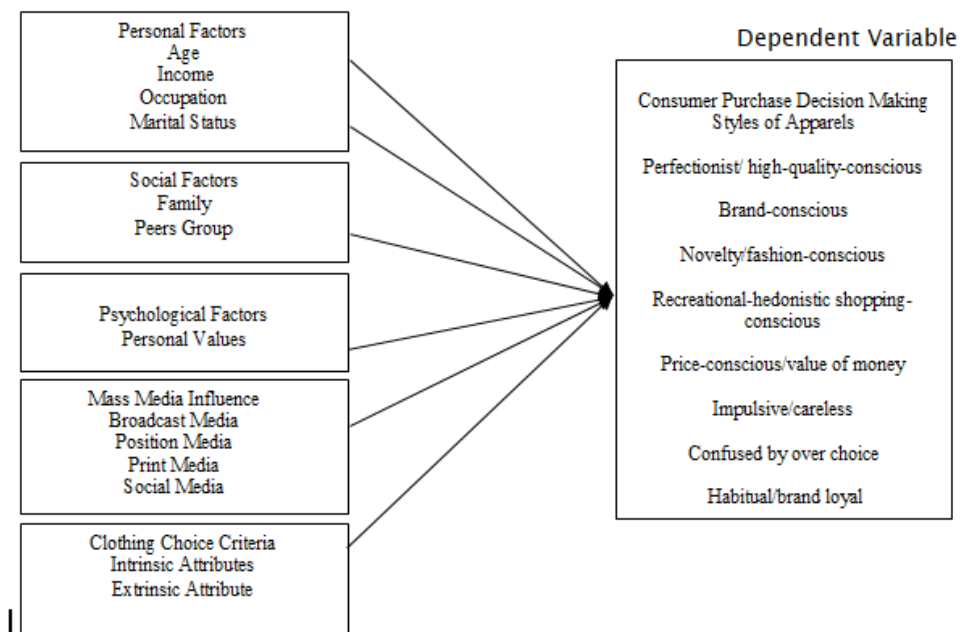 Personal Factors
Age
Income
Occupation
Marital Status
Social Factors
Family
Peers Group
Psychological Factors
Personal Values
Mass Media Influence
Broadcast Media
Position Media
Print Media
Social Media
Clothing Choice Criteria
Intrinsic Attributes
Extrinsic Attribute
Dependent Variable
Consumer Purchase Decision Making
Styles of Apparels
Perfectionist/ high-quality-conscious
Brand-conscious
Novelty/fashion-conscious
Recreational-hedonistic shopping-
conscious
Price-conscious/value of money
Impulsive/careless
Confused by over choice
Habitual/brand loyal